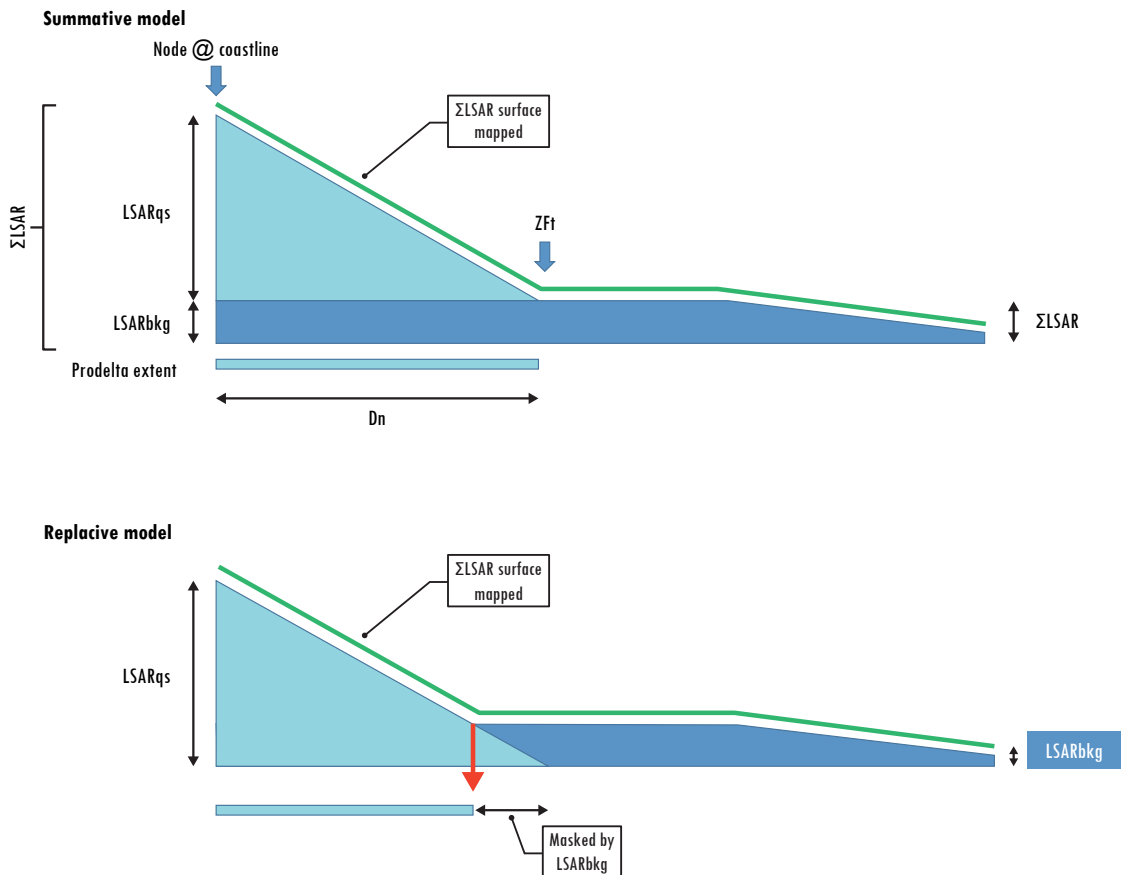 Summative model
Node @ coastline
ΣLSAR surface
mapped
ΣLSAR
LSARqs
ZFt
LSARbkg
ΣLSAR
Prodelta extent
Dn
Replacive model
ΣLSAR surface
mapped
LSARqs
LSARbkg
Masked by
LSARbkg